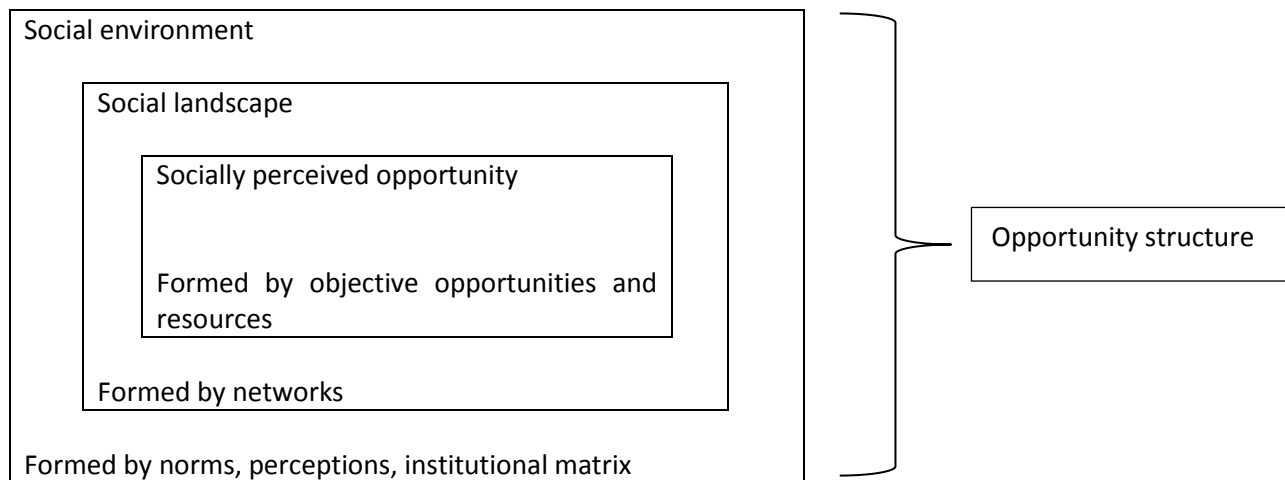 Social environment
Social landscape
Socially perceived opportunity
Formed by objective opportunities and
resources
Formed by networks
Formed by norms, perceptions, institutional matrix
Opportunity structure